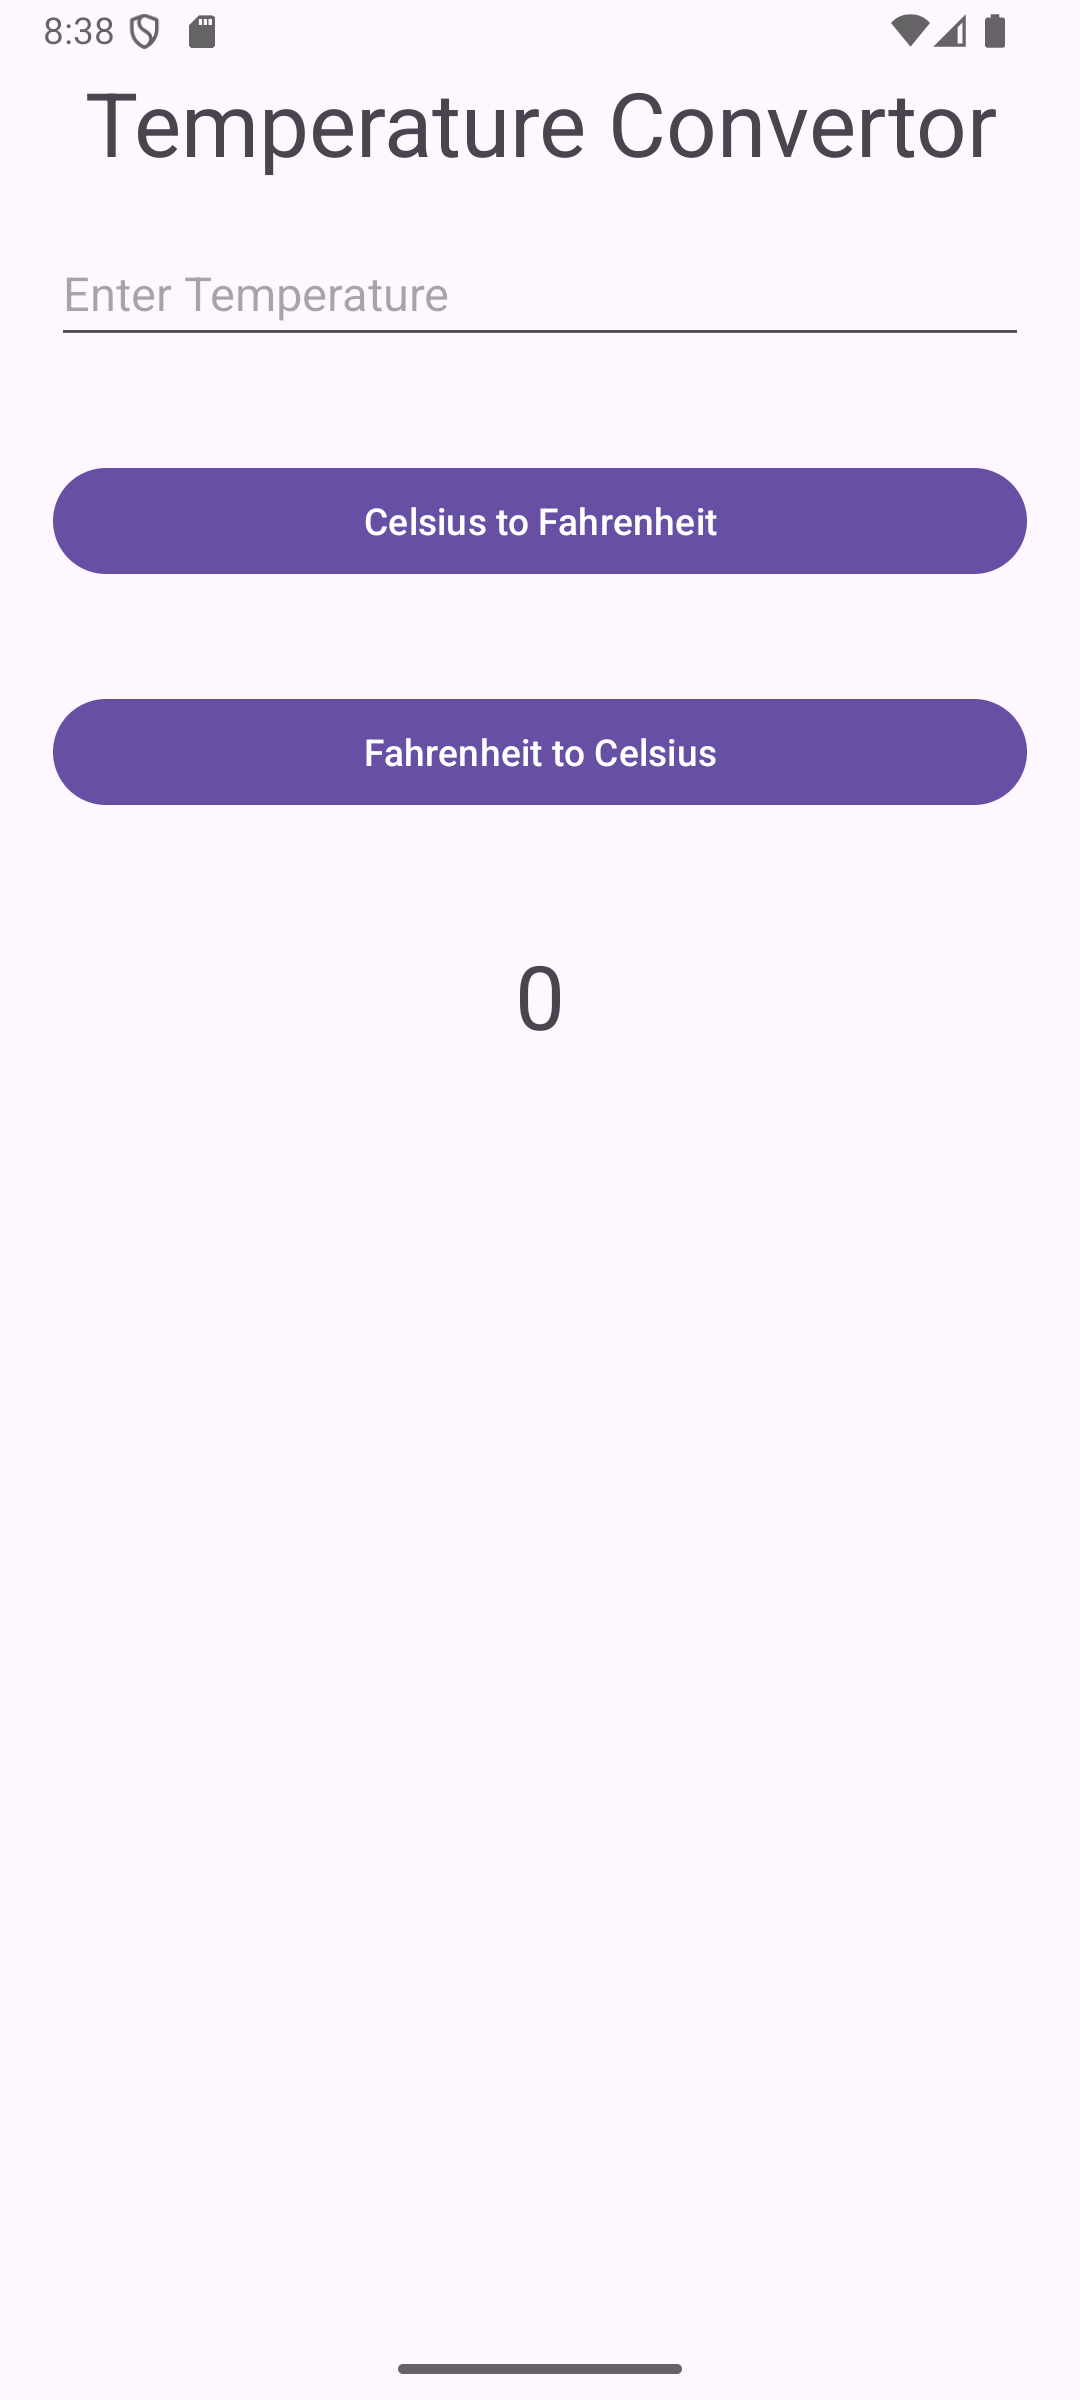 8:38
Temperature Convertor
Enter Temperature
Celsius to Fahrenheit
Fahrenheit to Celsius
0